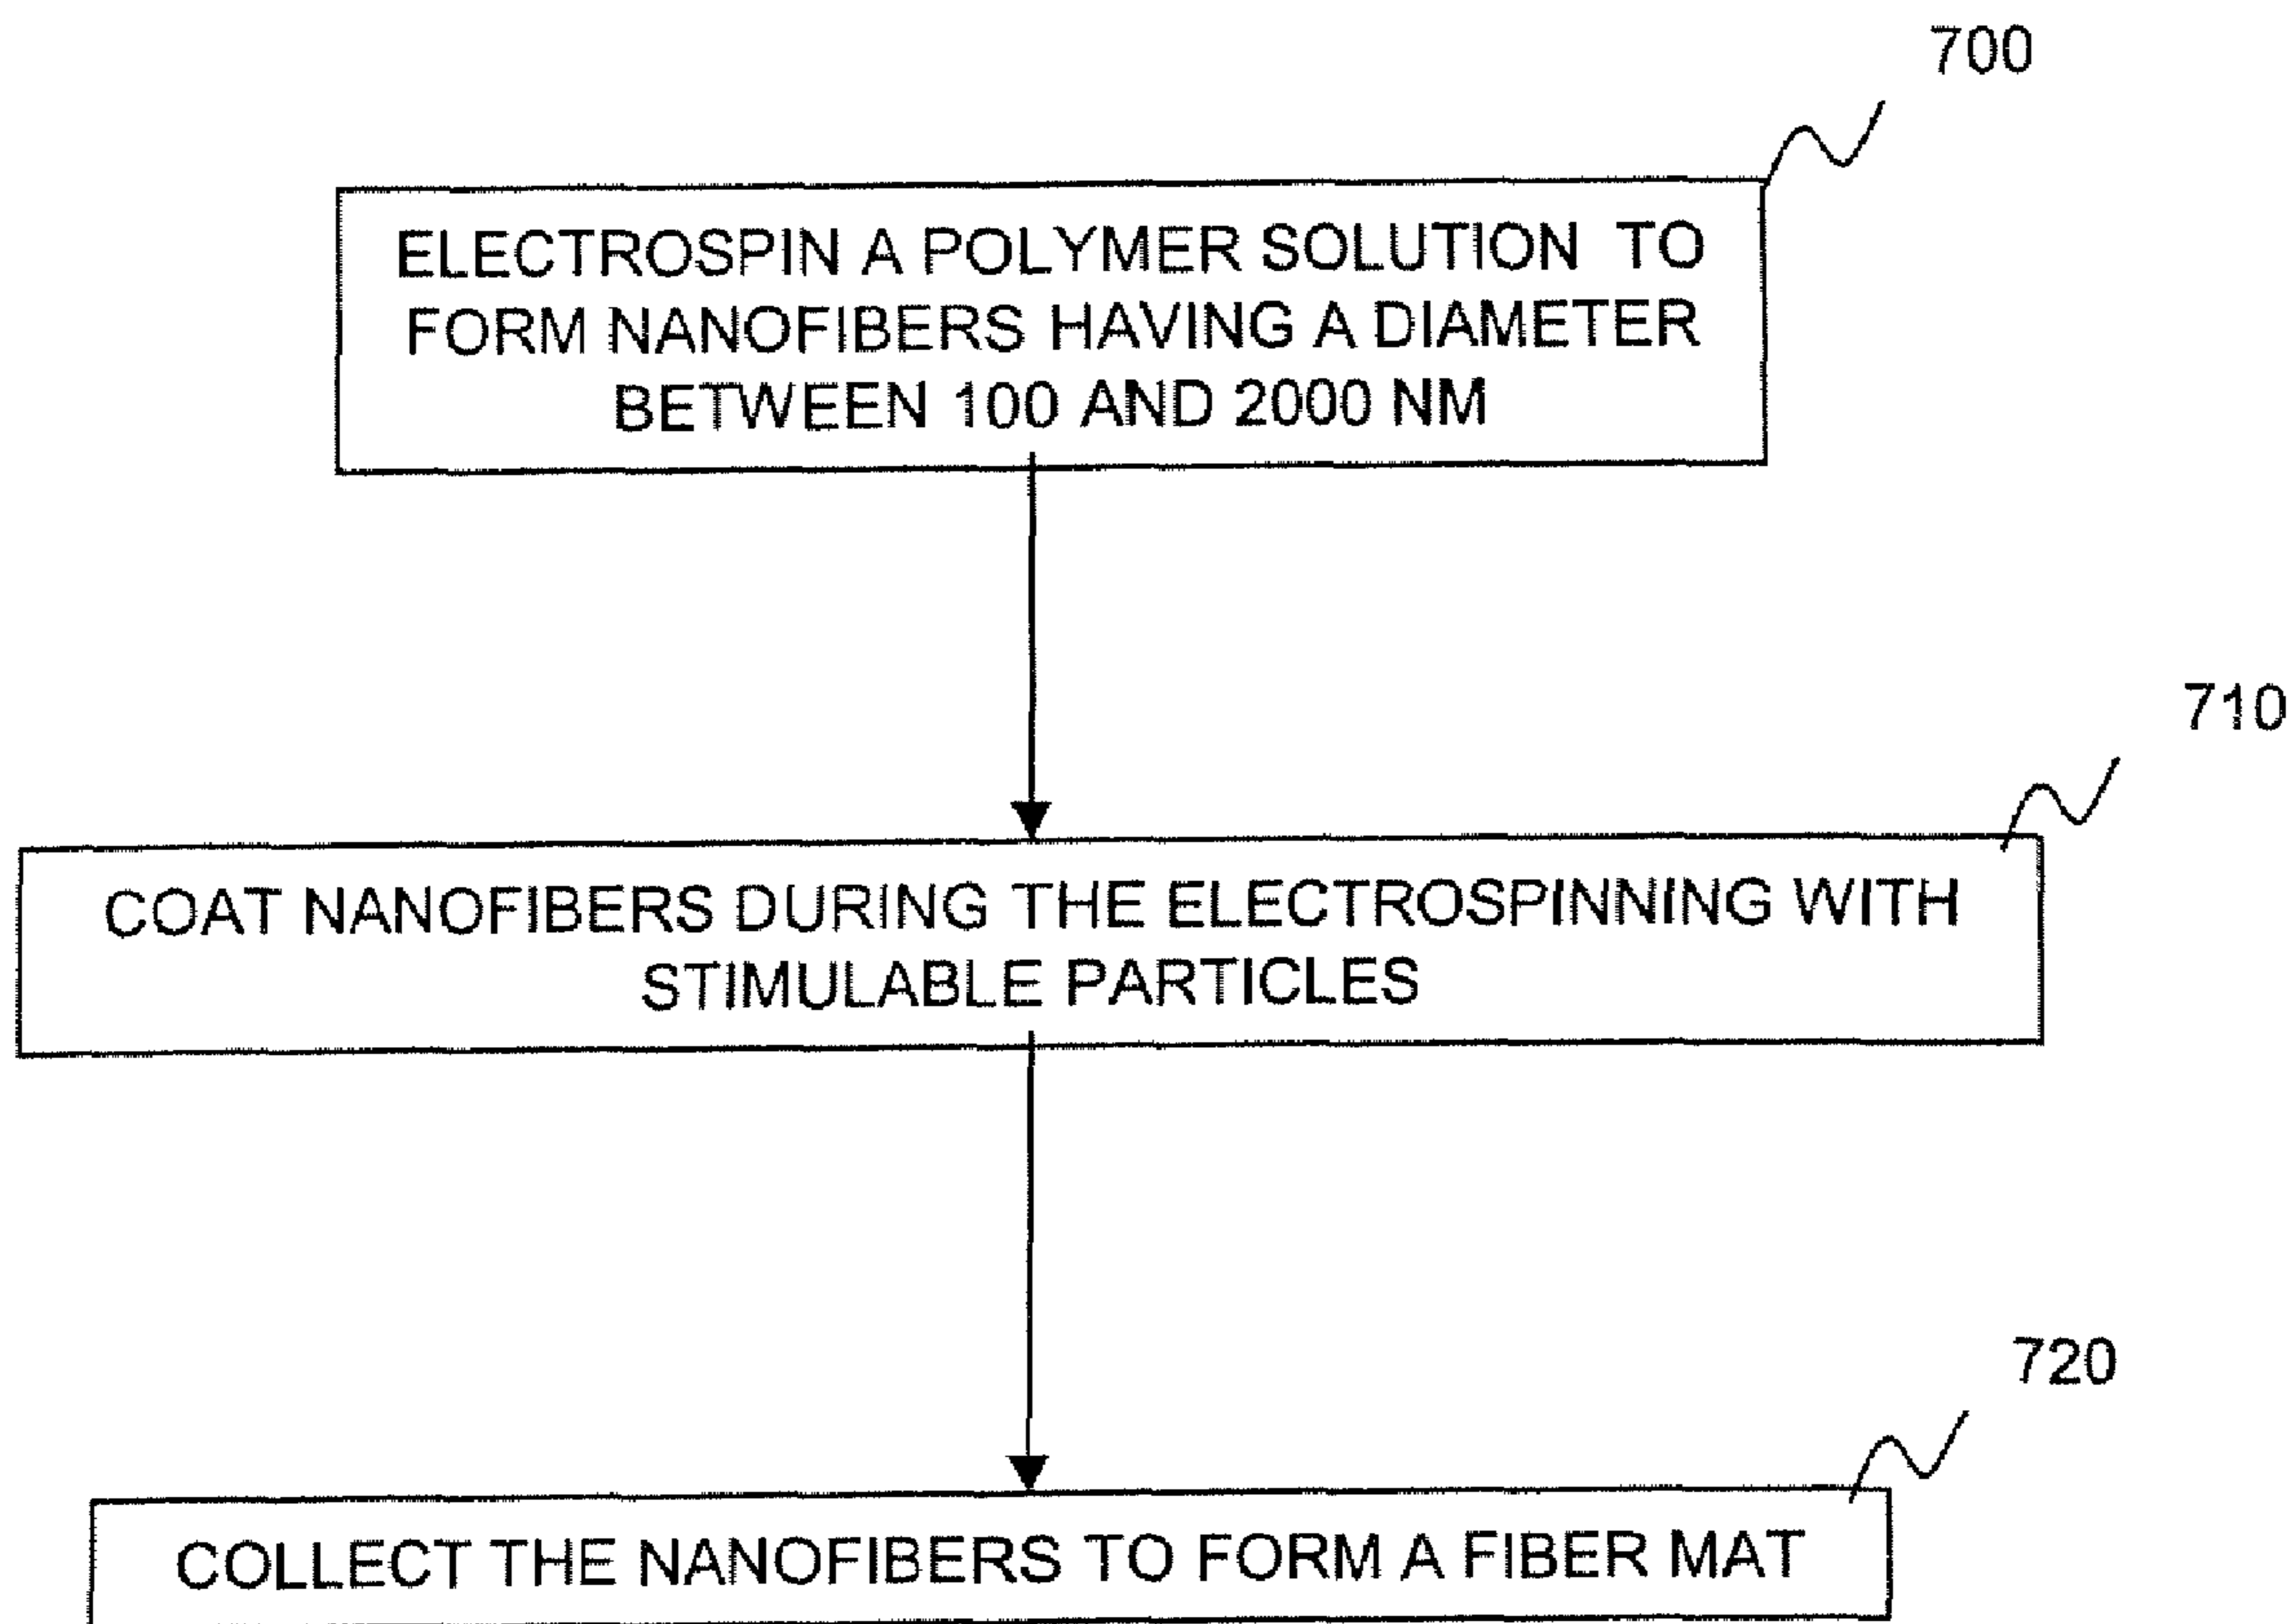 700
ELECTROSPIN A POLYMER SOLUTION TO
FORM NANOFIBERS HAVING A DIAMETER
BETWEEN 100 AND 2000 NM
710
COAT NANOFIBERS DURING THE ELECTROSPINNING WITH
STIMULABLE PARTICLES
720
COLLECT THE NANOFIBERS TO FORM A FIBER MAT